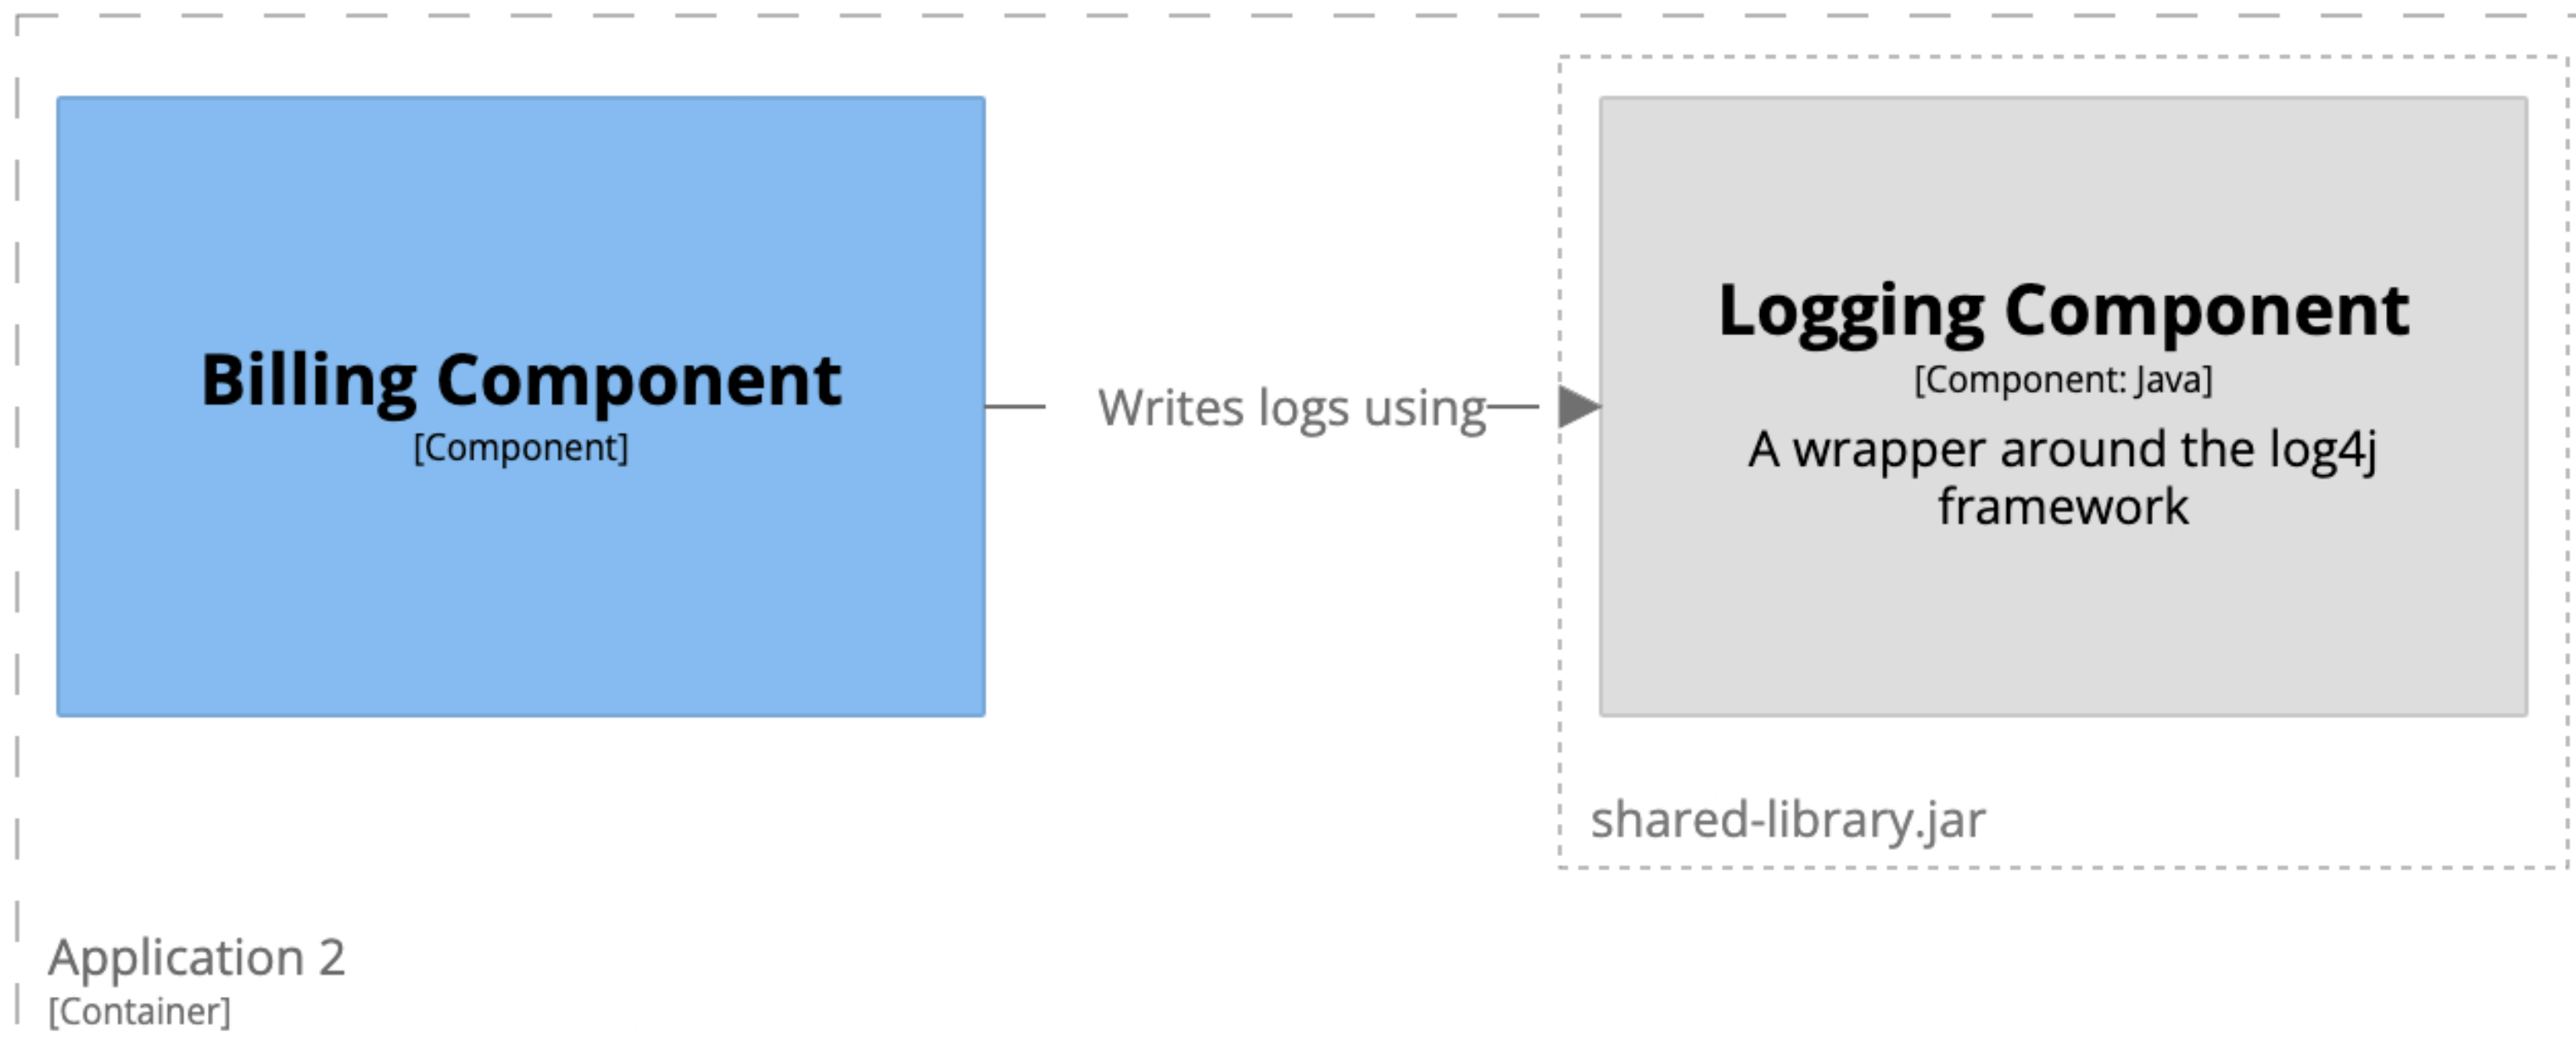 Billing Component
[Component]
Writes logs using
Logging Component
[Component: Java]
A wrapper around the log4j
framework
shared-library.jar
Application 2
[Container]